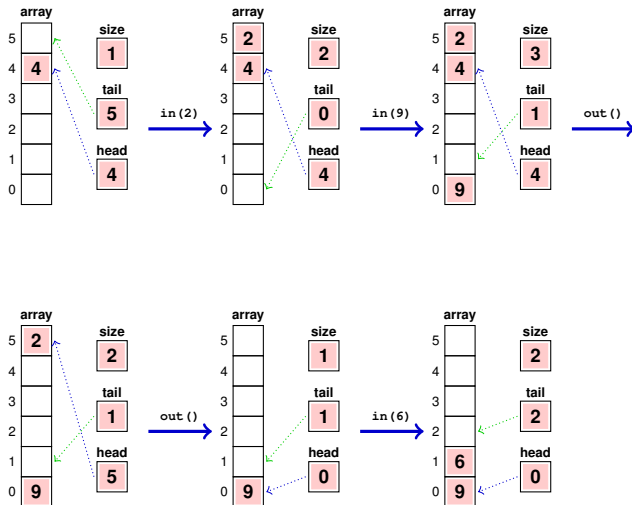 array array array
5 size 5 2 size 5 2 size
4 4 1 4 4 2 4 4 3
3 tail 3 tail 3 tail
2 5 in(2) 2 0 in(9) 2 1 out()
1 head 1 head 1 head
0 4 0 4 0 9 4
array array array
5 2 size 5 size 5 size
4 2 4 1 4 2
3 tail 3 tail 3 tail
2 1 out() 2 1 in(6) 2 2
1 head 1 head 1 6 head
0 9 5 0 9 0 0 9 0